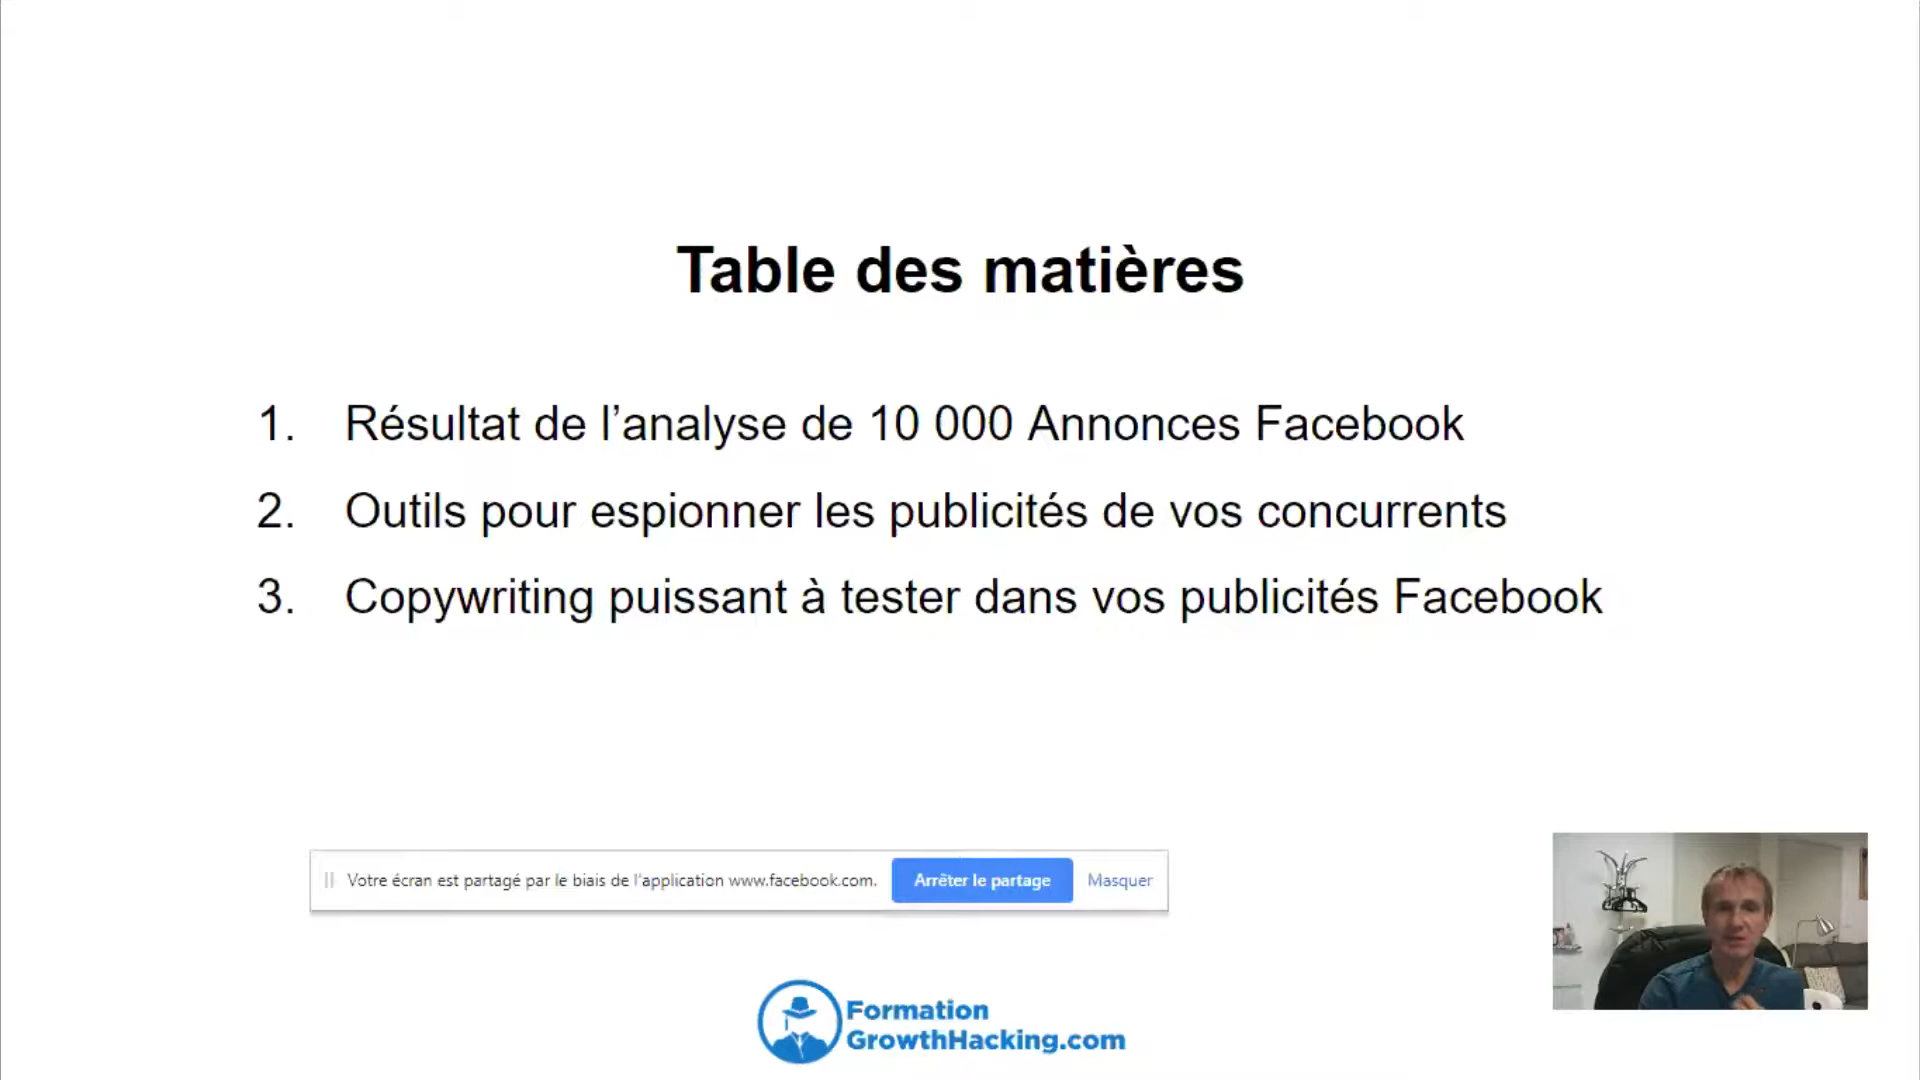 Table des matières
1. Résultat de l’analyse de 10 000 Annonces Facebook
2. Outils pour espionner les publicités de vos concurrents
3. Copywriting puissant à tester dans vos publicités Facebook
Votre écran est partagé par le biais de l'application www.facebook.com. Arrêter le partage Masquer
Formation
GrowthHacking.com